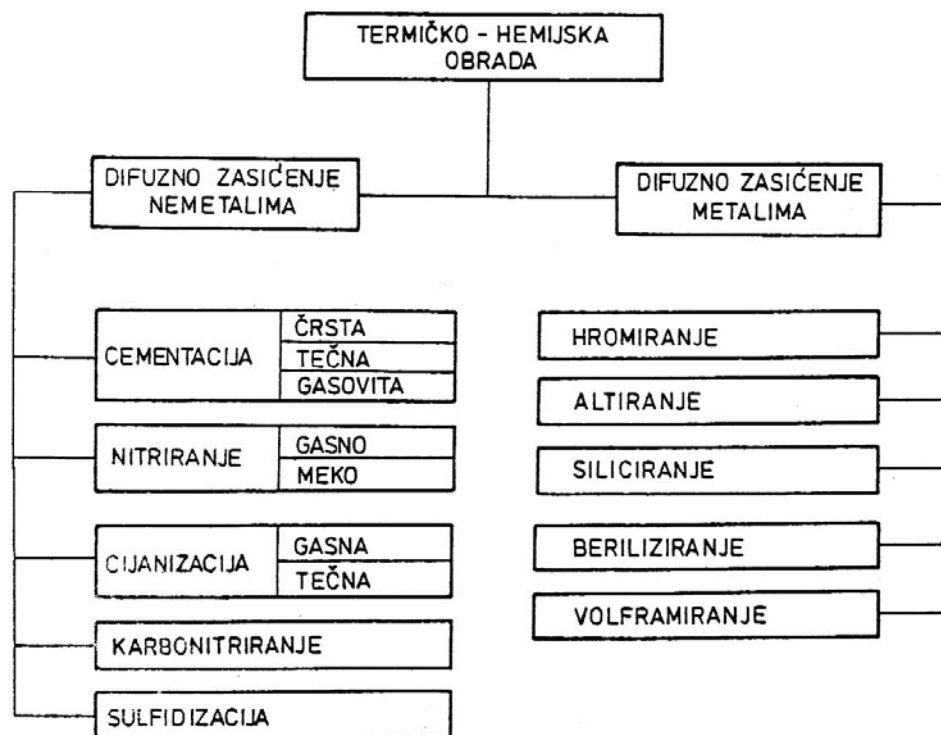 TERMIČKO - HEMIJSKA
OBRADA
DIFUZNO ZASIĆENJE
NEMETALIMA
DIFUZNO ZASIĆENJE
METALIMA
CEMENTACIJA
ČRSTA
TEČNA
GASOVITA
NITRIRANJE
GASNO
MEKO
CIJANIZACIJA
GASNA
TEČNA
KARBONITRIRANJE
SULFIDIZACIJA
HROMIRANJE
ALTIRANJE
SILICIRANJE
BERILIZIRANJE
VOLFRAMIRANJE